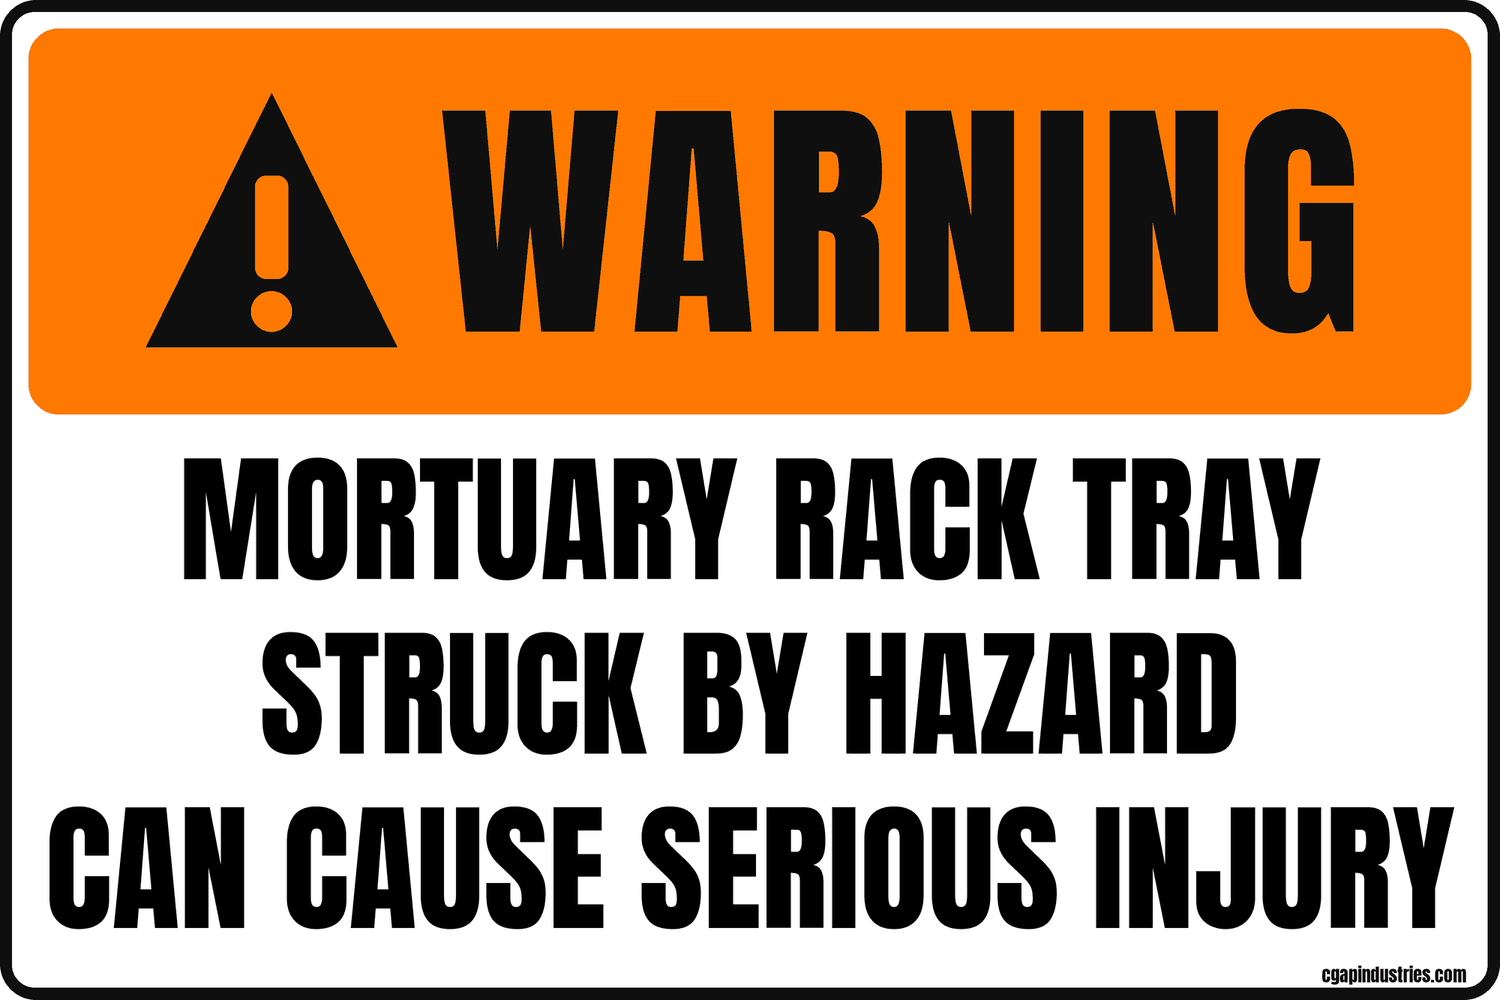 WARNING
MORTUARY RACK TRAY
STRUCK BY HAZARD
CAN CAUSE SERIOUS INJURY
cgapindustries.com